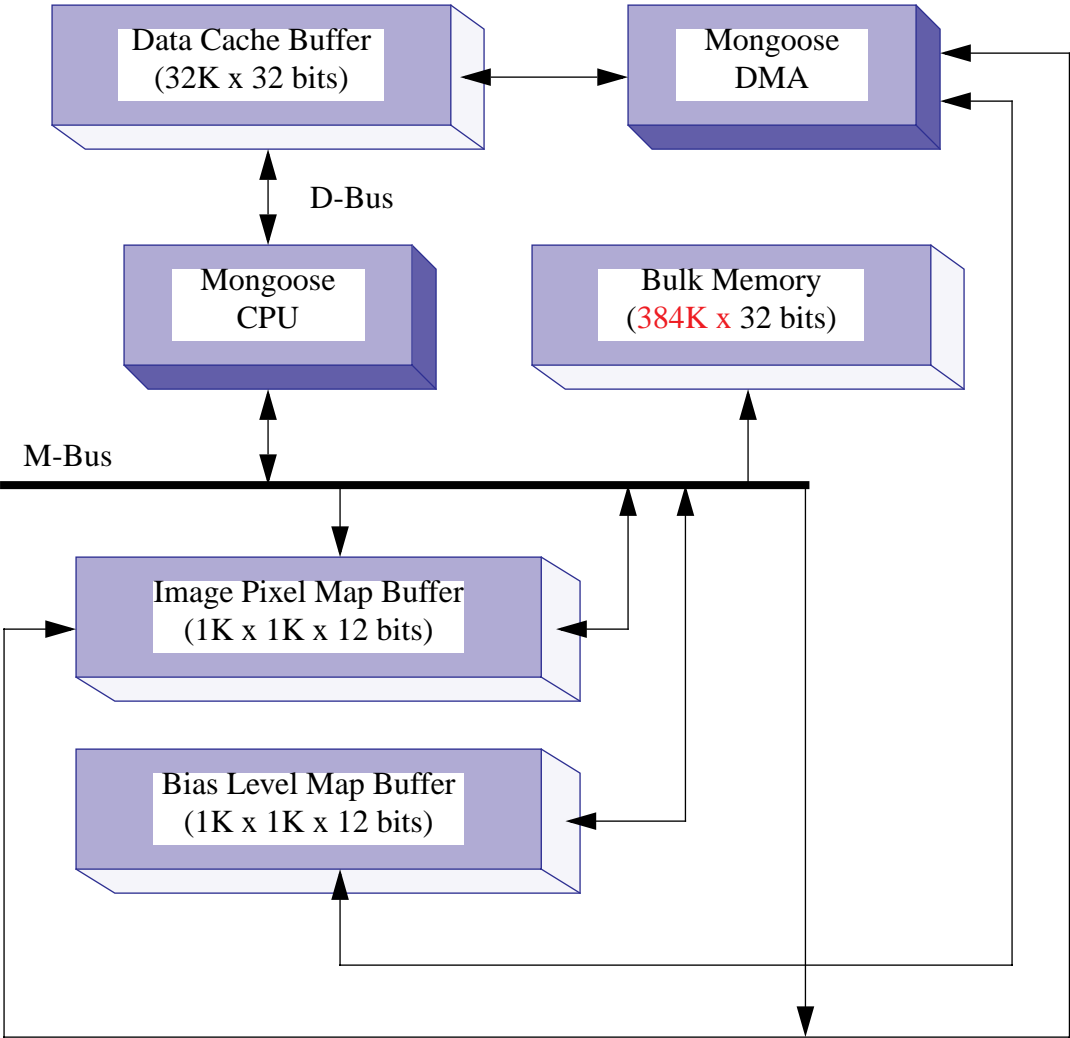 Data Cache Buffer
(32K x 32 bits)
Mongoose
DMA
D-Bus
Mongoose
CPU
Bulk Memory
(384K x 32 bits)
M-Bus
Image Pixel Map Buffer
(1K x 1K x 12 bits)
Bias Level Map Buffer
(1K x 1K x 12 bits)